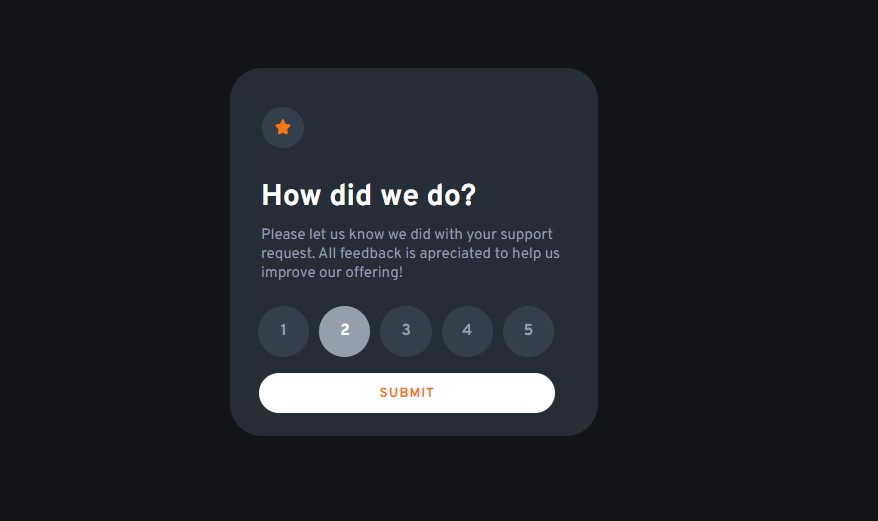 How did we do?
Please let us know we did with your support
request. All feedback is apreciated to help us
improve our offering!
1 2 3 4 5
SUBMIT